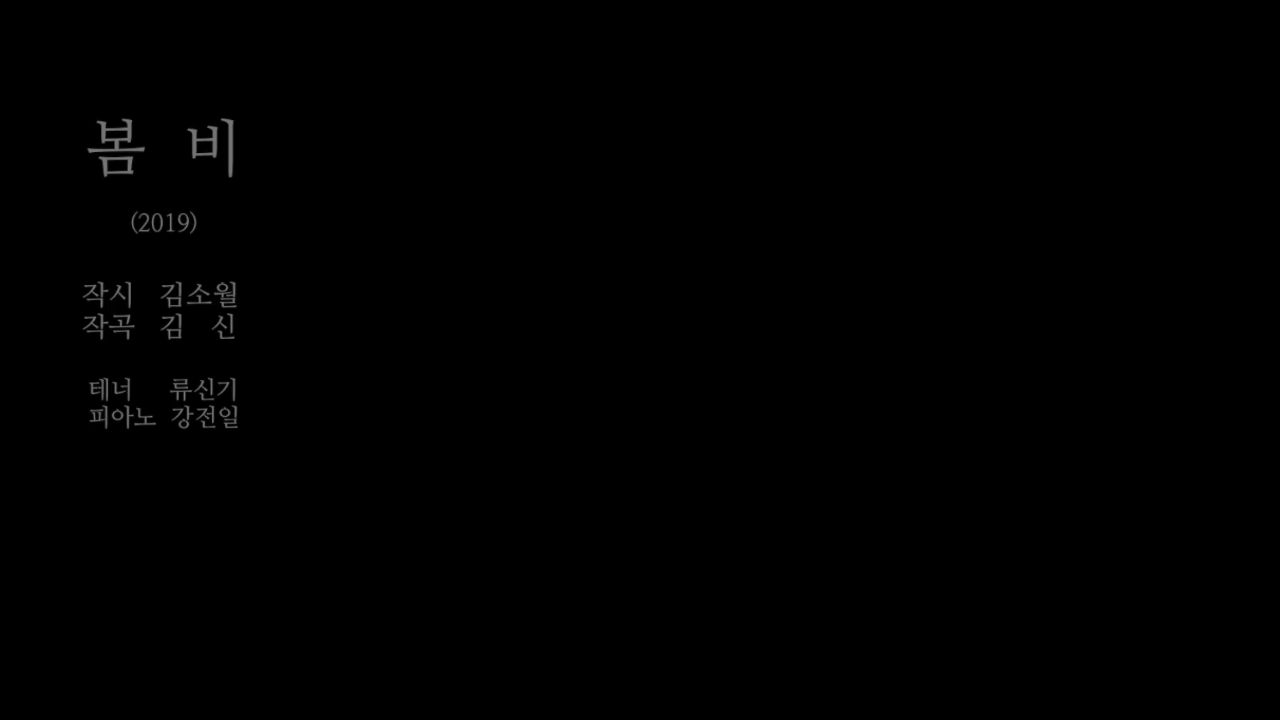 봄 비
(2019)
작시 김소월
작곡 김 신
테너 류신기
피아노 강전일